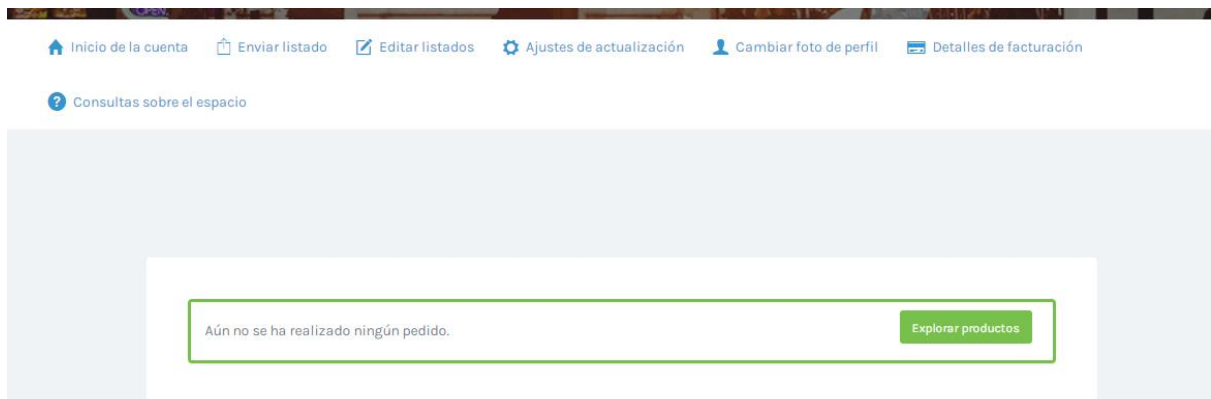 OPEN
Inicio de la cuenta Enviar listado Editar listados Ajustes de actualización Cambiar foto de perfil Detalles de facturación
? Consultas sobre el espacio
Aún no se ha realizado ningún pedido. Explorar productos